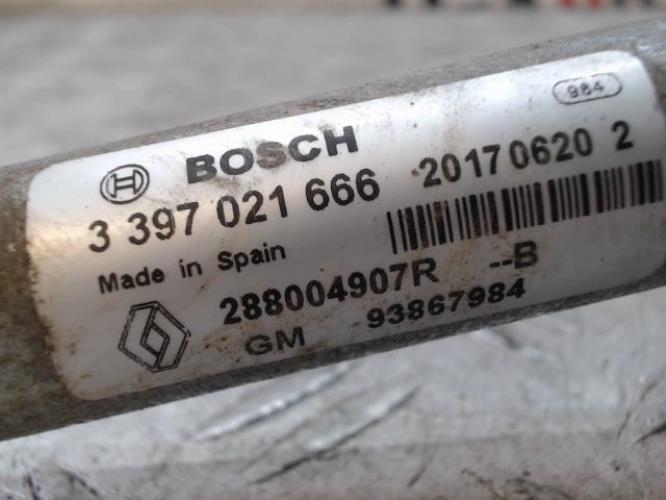 984
BOSCH
20170620 2
3 397 021 666
Made in Spain
288004907R --B
GM 93867984